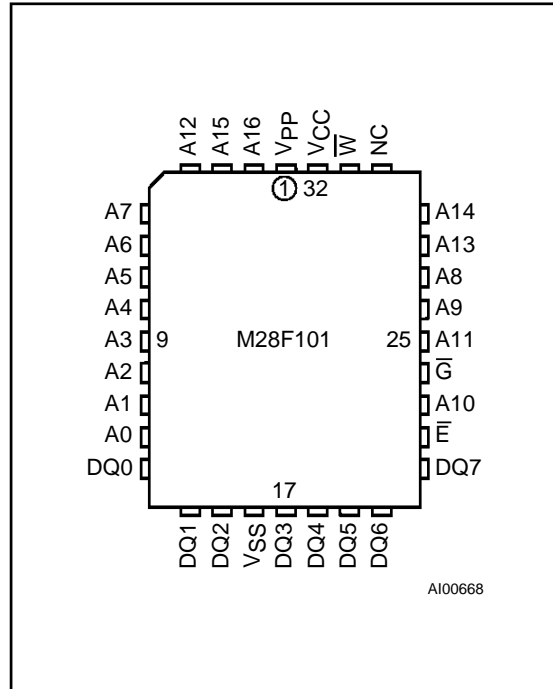 A12 A15 A16 VPP VCC W̅ NC
1 32
A7 A14
A6 A13
A5 A8
A4 A9
A3 9 M28F101 25 A11
A2 G̅
A1 A10
A0 E̅
DQ0 DQ7
17
DQ1 DQ2 VSS DQ3 DQ4 DQ5 DQ6
AI00668